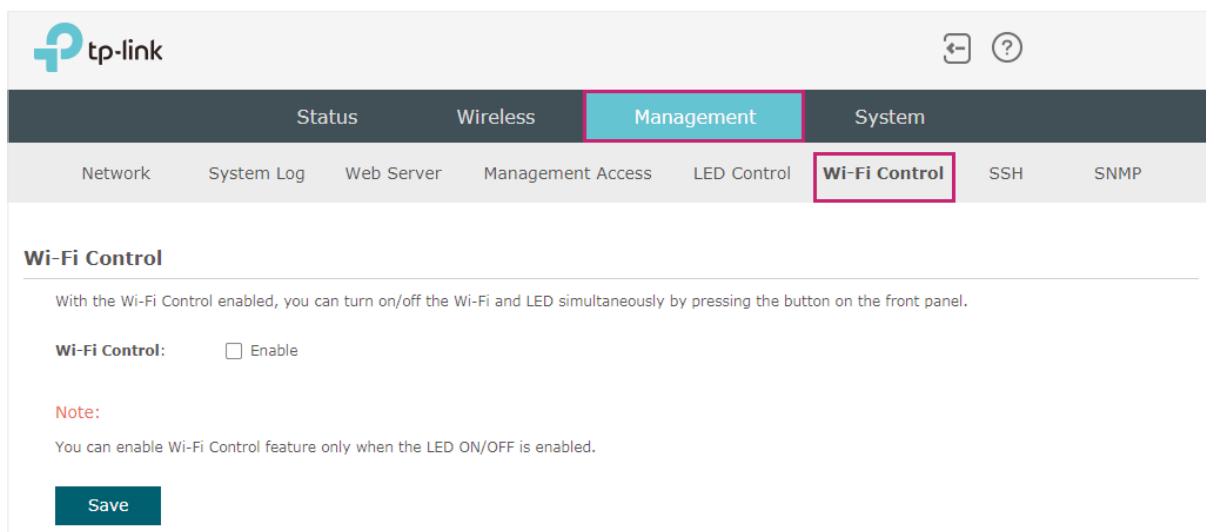 tp-link
Status Wireless Management System
Network System Log Web Server Management Access LED Control Wi-Fi Control SSH SNMP
Wi-Fi Control
With the Wi-Fi Control enabled, you can turn on/off the Wi-Fi and LED simultaneously by pressing the button on the front panel.
Wi-Fi Control: Enable
Note:
You can enable Wi-Fi Control feature only when the LED ON/OFF is enabled.
Save